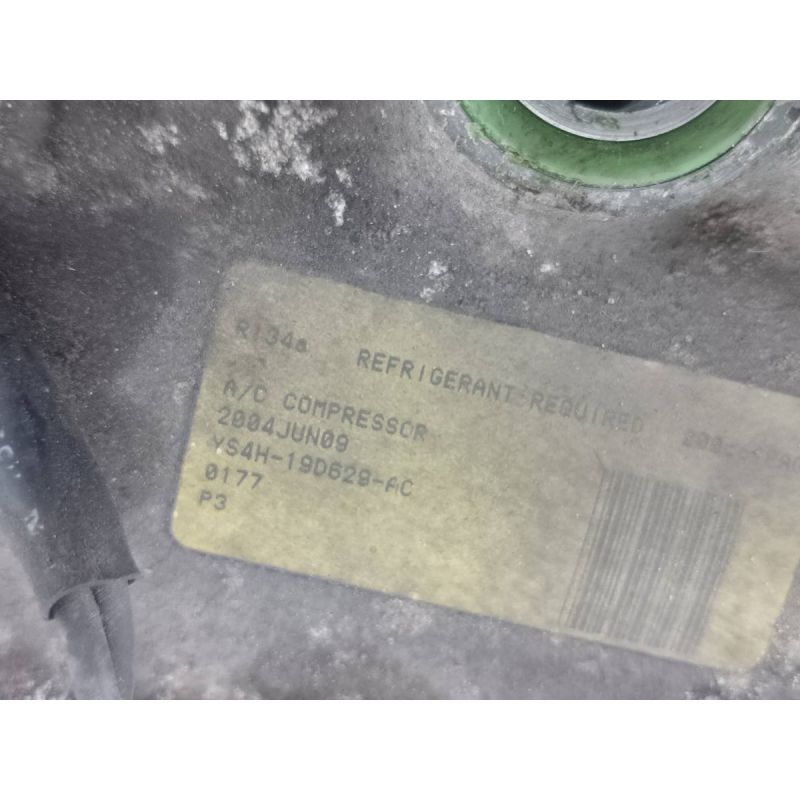 R134a REFRIGERANT REQUIRED
A/C COMPRESSOR
2004JUN09
YS4H-19D629-AC
0177
P3